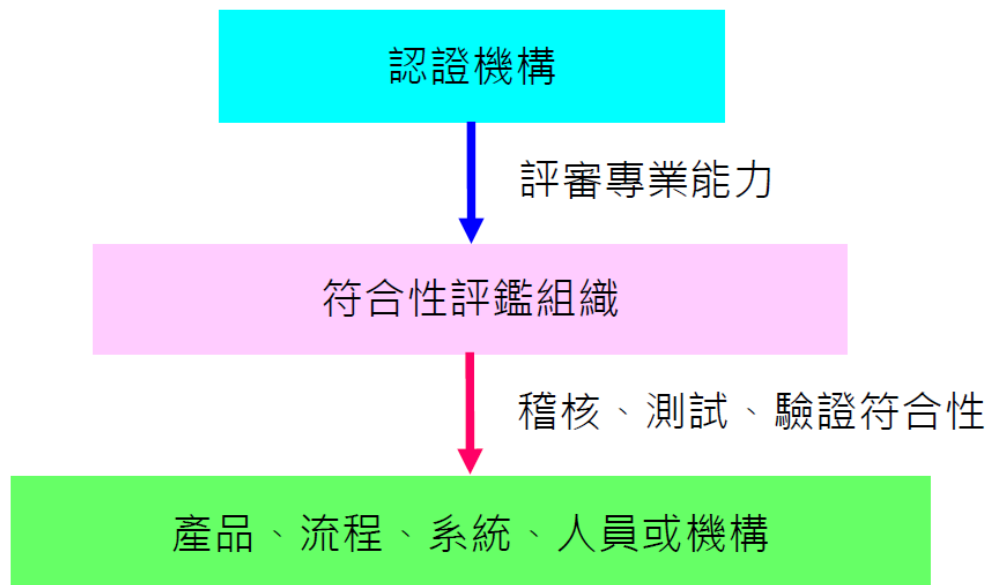 認證機構
評審專業能力
符合性評鑑組織
稽核、測試、驗證符合性
產品、流程、系統、人員或機構